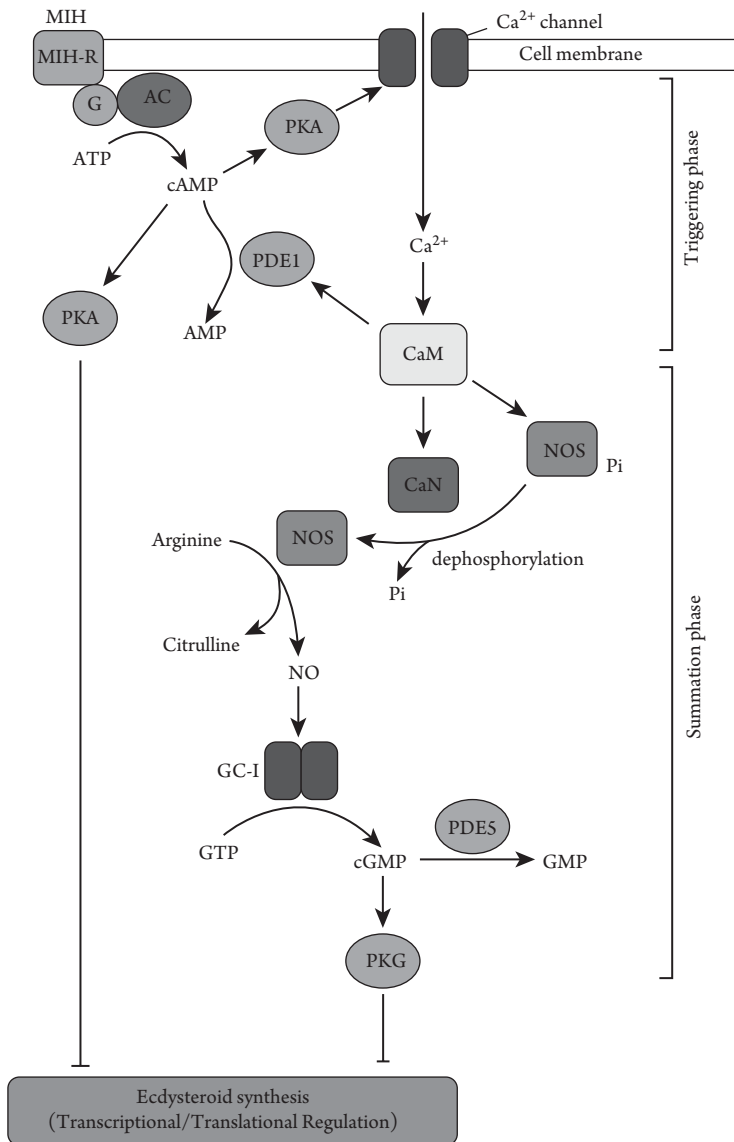 MIH
Ca²⁺ channel
MIH-R
Cell membrane
G
AC
PKA
ATP
cAMP
Triggering phase
Ca²⁺
PDE1
PKA
AMP
CaM
NOS
Pi
CaN
Arginine
NOS
dephosphorylation
Pi
Citrulline
Summation phase
NO
GC-I
PDE5
GTP
cGMP
GMP
PKG
Ecdysteroid synthesis
(Transcriptional/Translational Regulation)